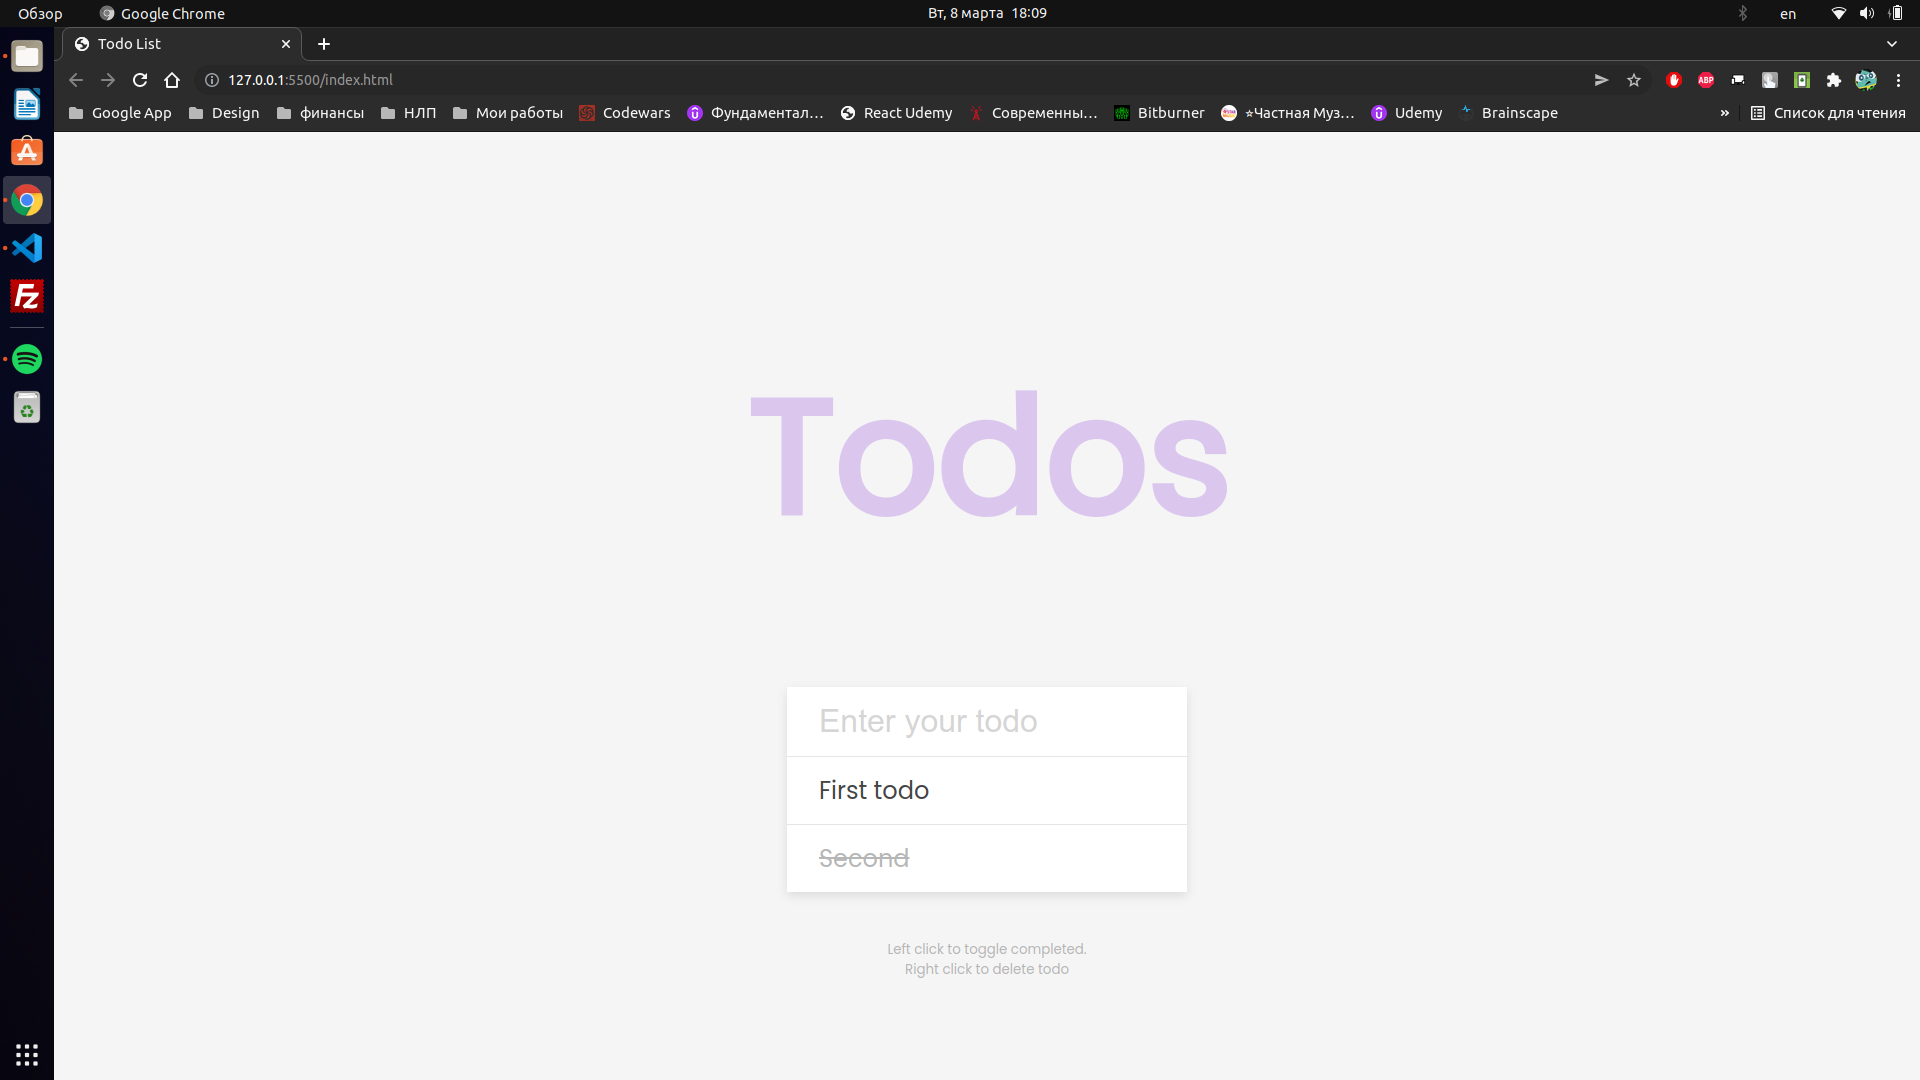 Обзор Google Chrome Вт, 8 марта 18:09 en
Todo List
127.0.0.1:5500/index.html ABP
Google App Design финансы НЛП Мои работы Codewars Фундаментал… React Udemy Современны… Bitburner ☆Частная Муз… Udemy Brainscape » Список для чтения
Fz
Todos
Enter your todo
First todo
Second
Left click to toggle completed.
Right click to delete todo